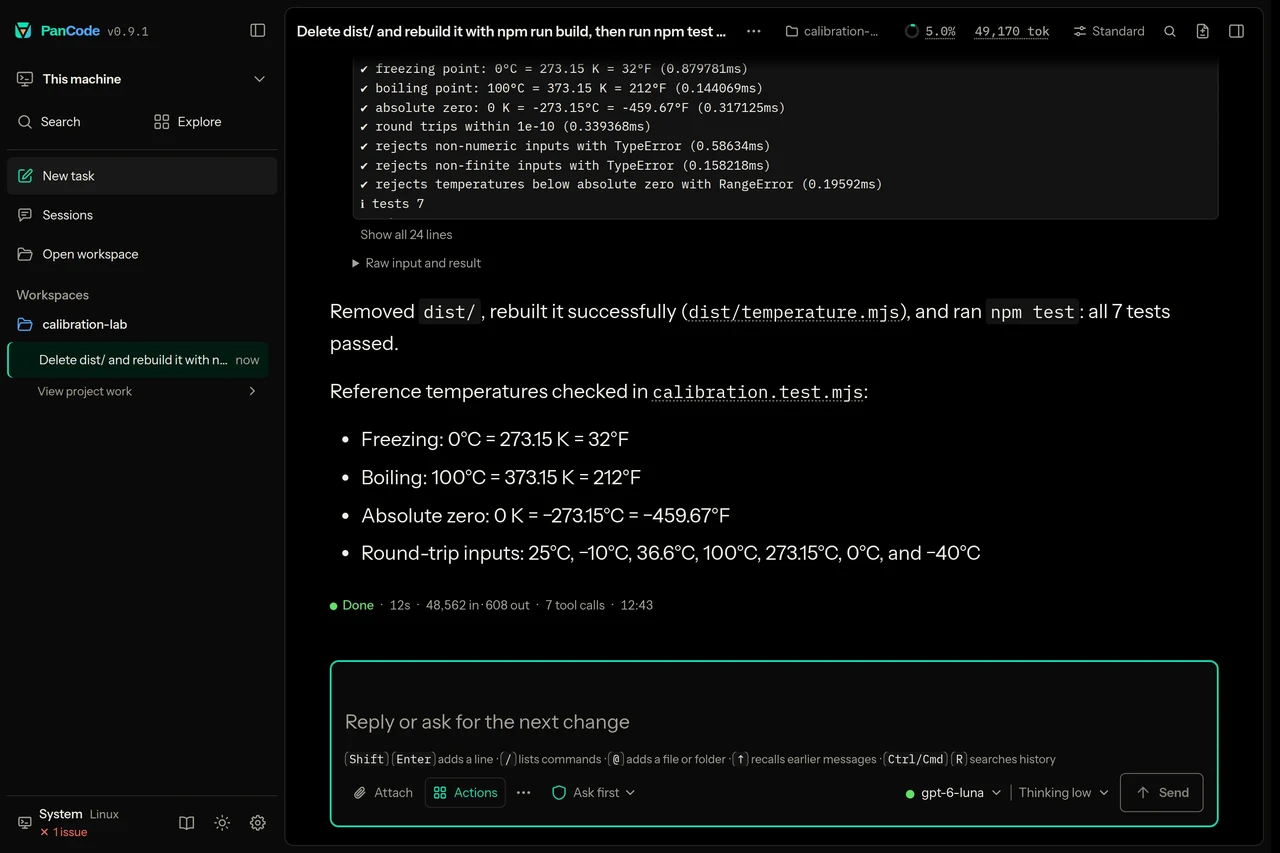 PanCode v0.9.1
This machine
Search
Explore
New task
Sessions
Open workspace
Workspaces
calibration-lab
Delete dist/ and rebuild it with n... now
View project work
System Linux
✕ 1 issue
Delete dist/ and rebuild it with npm run build, then run npm test ... ··· calibration-... 5.0% 49,170 tok Standard
✔ freezing point: 0°C = 273.15 K = 32°F (0.879781ms)
✔ boiling point: 100°C = 373.15 K = 212°F (0.144069ms)
✔ absolute zero: 0 K = -273.15°C = -459.67°F (0.317125ms)
✔ round trips within 1e-10 (0.339368ms)
✔ rejects non-numeric inputs with TypeError (0.58634ms)
✔ rejects non-finite inputs with TypeError (0.158218ms)
✔ rejects temperatures below absolute zero with RangeError (0.19592ms)
ℹ tests 7
Show all 24 lines
▶ Raw input and result
Removed dist/, rebuilt it successfully (dist/temperature.mjs), and ran npm test: all 7 tests
passed.
Reference temperatures checked in calibration.test.mjs:
• Freezing: 0°C = 273.15 K = 32°F
• Boiling: 100°C = 373.15 K = 212°F
• Absolute zero: 0 K = −273.15°C = −459.67°F
• Round-trip inputs: 25°C, −10°C, 36.6°C, 100°C, 273.15°C, 0°C, and −40°C
Done · 12s · 48,562 in · 608 out · 7 tool calls · 12:43
Reply or ask for the next change
Shift Enter adds a line · / lists commands · @ adds a file or folder · ↑ recalls earlier messages · Ctrl/Cmd R searches history
Attach Actions ··· Ask first gpt-6-luna Thinking low ↑ Send